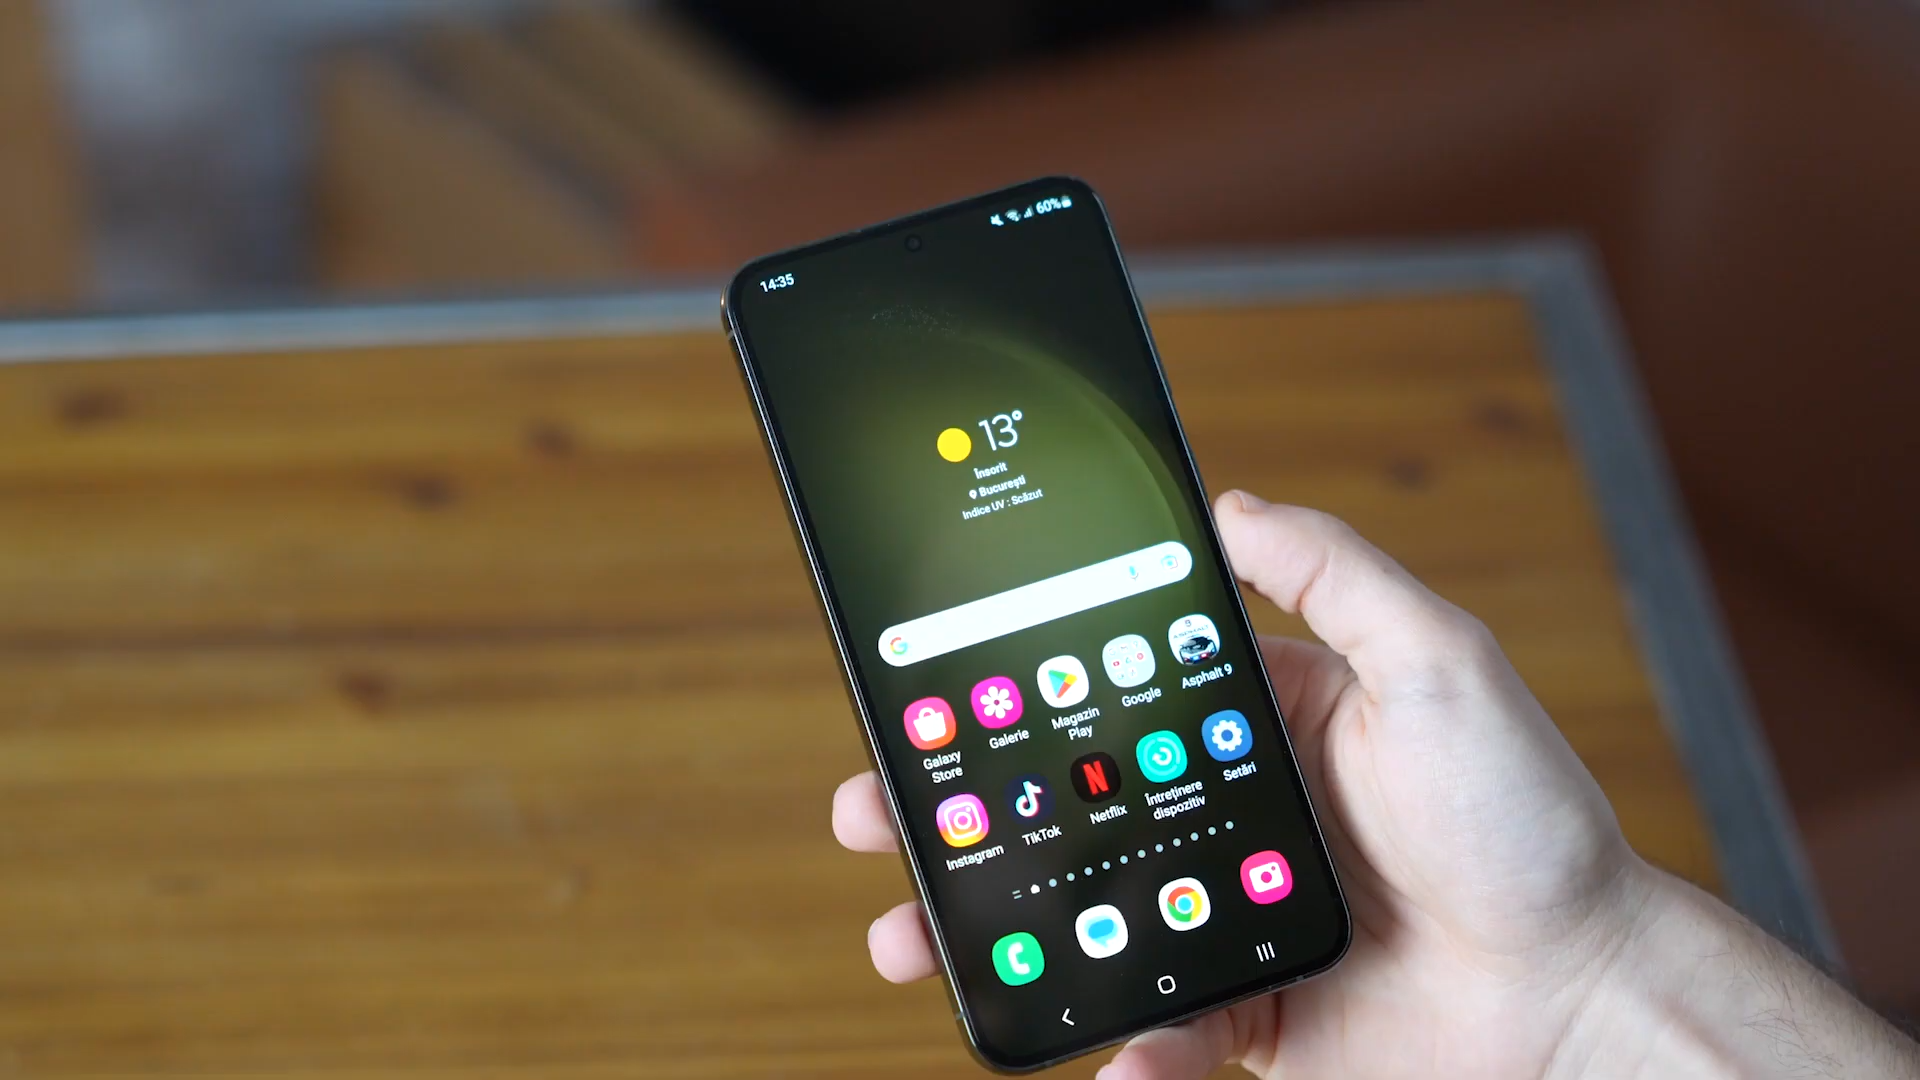 60%
14:35
13°
Însorit
București
Indice UV : Scăzut
Galaxy
Store
Galerie
Magazin
Play
Google
Asphalt 9
Instagram
TikTok
Netflix
Întreținere
dispozitiv
Setări